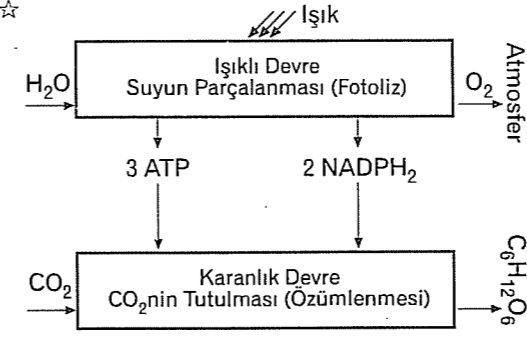 ☆
Işık
Işıklı Devre
Suyun Parçalanması (Fotoliz)
H₂O
O₂
Atmosfer
3 ATP
2 NADPH₂
Karanlık Devre
CO₂nin Tutulması (Özümlenmesi)
CO₂
C₆H₁₂O₆